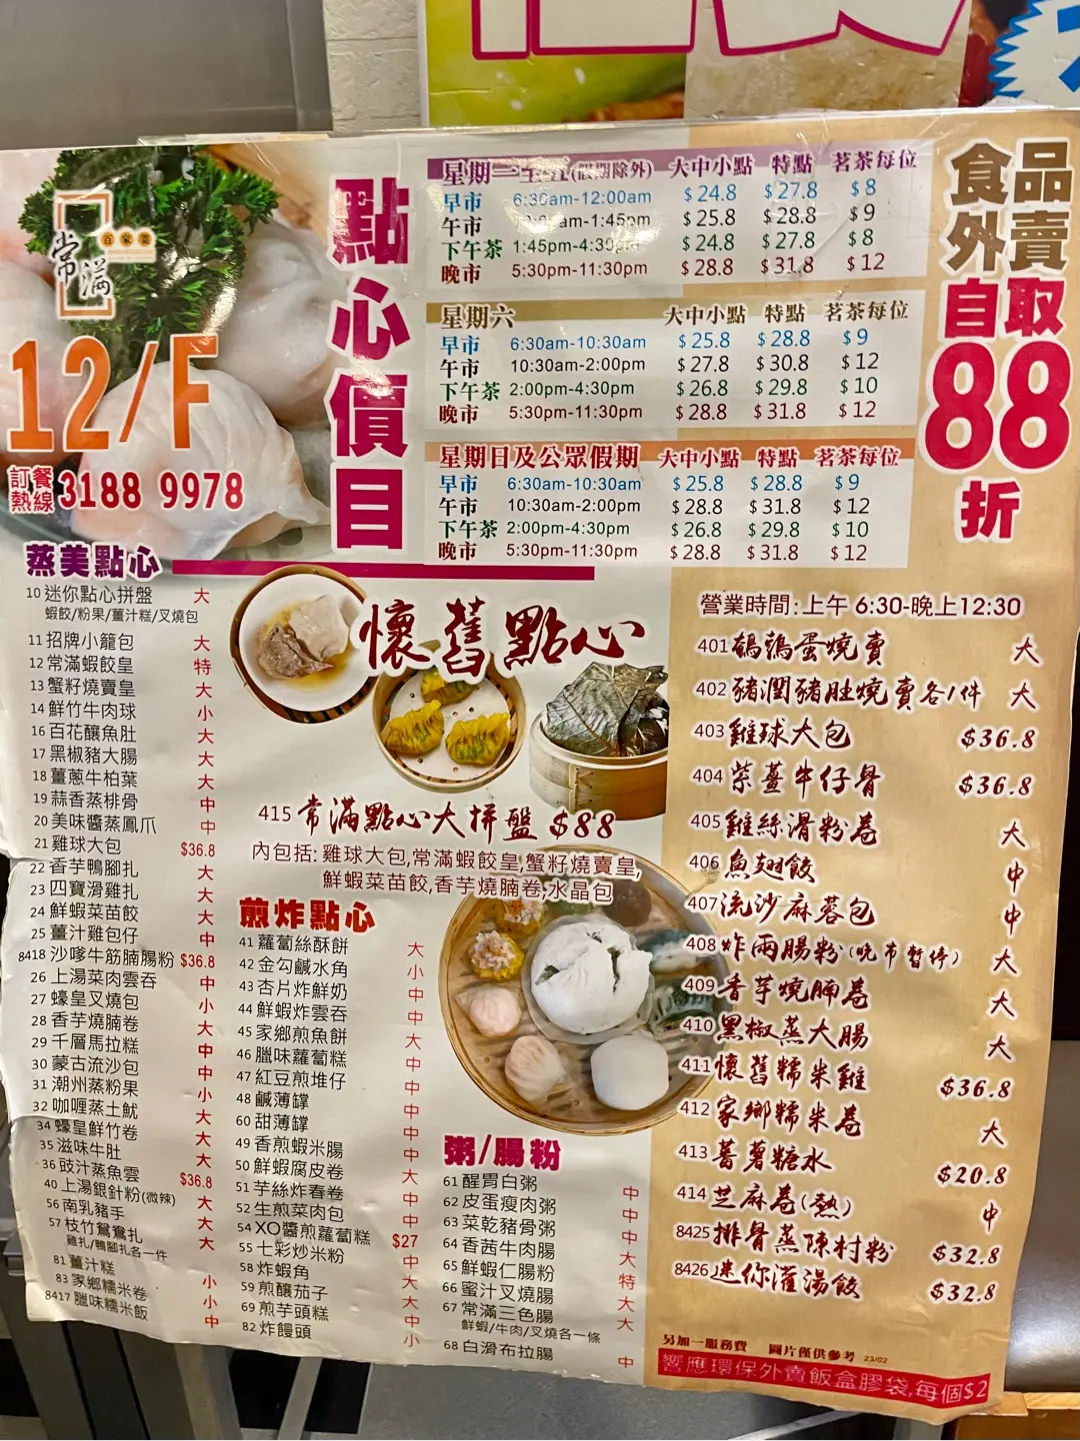 常滿
百家菜
12/F
訂餐熱線 3188 9978
點心價目
星期一至五(假期除外) 大中小點 特點 茗茶每位
早市 6:30am-12:00am $24.8 $27.8 $8
午市 am-1:45pm $25.8 $28.8 $9
下午茶 1:45pm-4:30pm $24.8 $27.8 $8
晚市 5:30pm-11:30pm $28.8 $31.8 $12
星期六 大中小點 特點 茗茶每位
早市 6:30am-10:30am $25.8 $28.8 $9
午市 10:30am-2:00pm $27.8 $30.8 $12
下午茶 2:00pm-4:30pm $26.8 $29.8 $10
晚市 5:30pm-11:30pm $28.8 $31.8 $12
星期日及公眾假期 大中小點 特點 茗茶每位
早市 6:30am-10:30am $25.8 $28.8 $9
午市 10:30am-2:00pm $28.8 $31.8 $12
下午茶 2:00pm-4:30pm $26.8 $29.8 $10
晚市 5:30pm-11:30pm $28.8 $31.8 $12
食品外賣自取88折
蒸美點心
10 迷你點心拼盤 大
蝦餃/粉果/薑汁糕/叉燒包
11 招牌小籠包 大
12 常滿蝦餃皇 特
13 蟹籽燒賣皇 大
14 鮮竹牛肉球 小
16 百花釀魚肚 大
17 黑椒豬大腸 大
18 薑蔥牛柏葉 大
19 蒜香蒸排骨 中
20 美味醬蒸鳳爪 中
21 雞球大包 $36.8
22 香芋鴨腳扎 大
23 四寶滑雞扎 大
24 鮮蝦菜苗餃 大
25 薑汁雞包仔 中
8418 沙嗲牛筋腩腸粉 $36.8
26 上湯菜肉雲吞 中
27 蠔皇叉燒包 小
28 香芋燒腩卷 大
29 千層馬拉糕 中
30 蒙古流沙包 中
31 潮州蒸粉果 小
32 咖喱蒸土魷 大
34 蠔皇鮮竹卷 大
35 滋味牛肚 大
36 豉汁蒸魚雲 $36.8
40 上湯銀針粉(微辣) 大
56 南乳豬手 大
57 枝竹鴛鴦扎 大
雞扎/鴨腳扎各一件
81 薑汁糕 小
83 家鄉糯米卷 小
8417 臘味糯米飯 中
懷舊點心
415 常滿點心大拼盤 $88
內包括: 雞球大包,常滿蝦餃皇,蟹籽燒賣皇,
鮮蝦菜苗餃,香芋燒腩卷,水晶包
煎炸點心
41 蘿蔔絲酥餅 大
42 金勾鹹水角 小
43 杏片炸鮮奶 中
44 鮮蝦炸雲吞 中
45 家鄉煎魚餅 大
46 臘味蘿蔔糕 中
47 紅豆煎堆仔 中
48 鹹薄罉 中
60 甜薄罉 中
49 香煎蝦米腸 中
50 鮮蝦腐皮卷 大
51 芋絲炸春卷 中
52 生煎菜肉包 中
54 XO醬煎蘿蔔糕 $27
55 七彩炒米粉 中
58 炸蝦角 大
59 煎釀茄子 大
69 煎芋頭糕 中
82 炸饅頭 小
粥/腸粉
61 醒胃白粥 中
62 皮蛋瘦肉粥 中
63 菜乾豬骨粥 中
64 香茜牛肉腸 大
65 鮮蝦仁腸粉 特
66 蜜汁叉燒腸 大
67 常滿三色腸 大
鮮蝦/牛肉/叉燒各一條
68 白滑布拉腸 中
營業時間:上午 6:30-晚上12:30
401 鵪鶉蛋燒賣 大
402 豬潤豬肚燒賣各1件 大
403 雞球大包 $36.8
404 紫薑牛仔骨 $36.8
405 雞絲滑粉卷 大
406 魚翅餃 中
407 流沙麻蓉包 中
408 炸兩腸粉(晚市暫停) 大
409 香芋燒腩卷 大
410 黑椒蒸大腸 大
411 懷舊糯米雞 $36.8
412 家鄉糯米卷 大
413 蕃薯糖水 $20.8
414 芝麻卷(熱) 中
8425 排骨蒸陳村粉 $32.8
8426 迷你灌湯餃 $32.8
另加一服務費 圖片僅供參考 23/02
響應環保外賣飯盒膠袋,每個$2